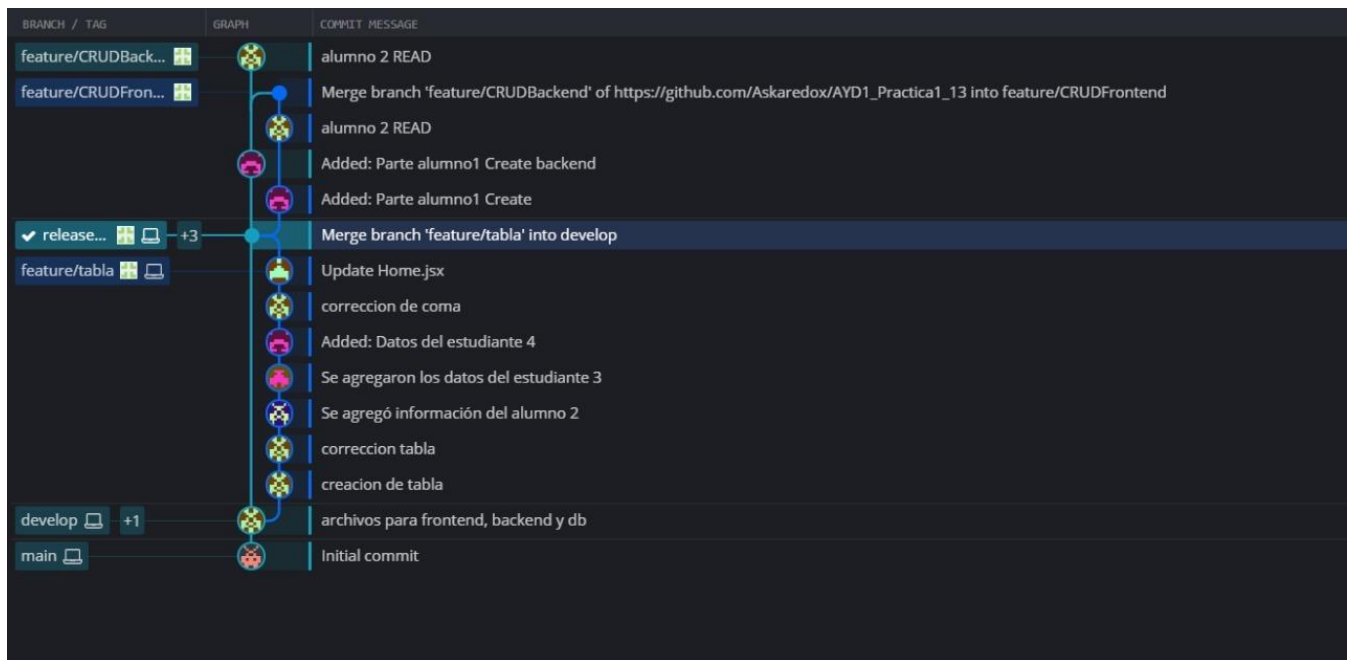 BRANCH / TAG GRAPH COMMIT MESSAGE
feature/CRUDBack... alumno 2 READ
feature/CRUDFron... Merge branch 'feature/CRUDBackend' of https://github.com/Askaredox/AYD1_Practica1_13 into feature/CRUDFrontend
alumno 2 READ
Added: Parte alumno1 Create backend
Added: Parte alumno1 Create
✔ release... +3 Merge branch 'feature/tabla' into develop
feature/tabla Update Home.jsx
correccion de coma
Added: Datos del estudiante 4
Se agregaron los datos del estudiante 3
Se agregó información del alumno 2
correccion tabla
creacion de tabla
develop +1 archivos para frontend, backend y db
main Initial commit